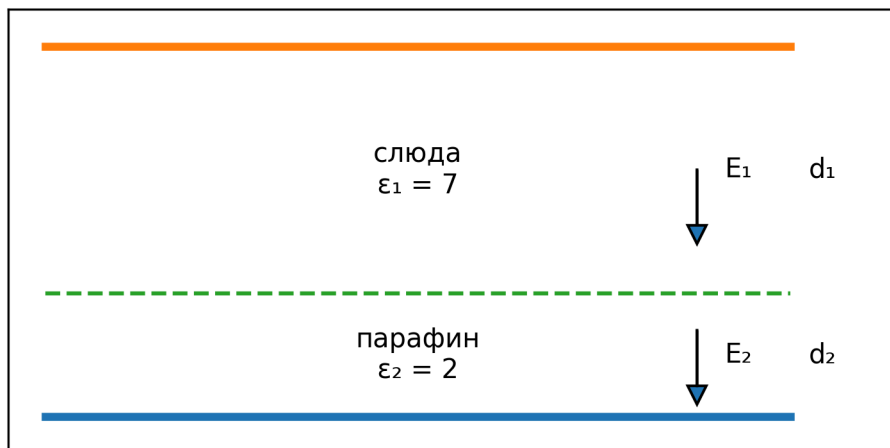 слюда
ε₁ = 7
E₁
d₁
парафин
ε₂ = 2
E₂
d₂